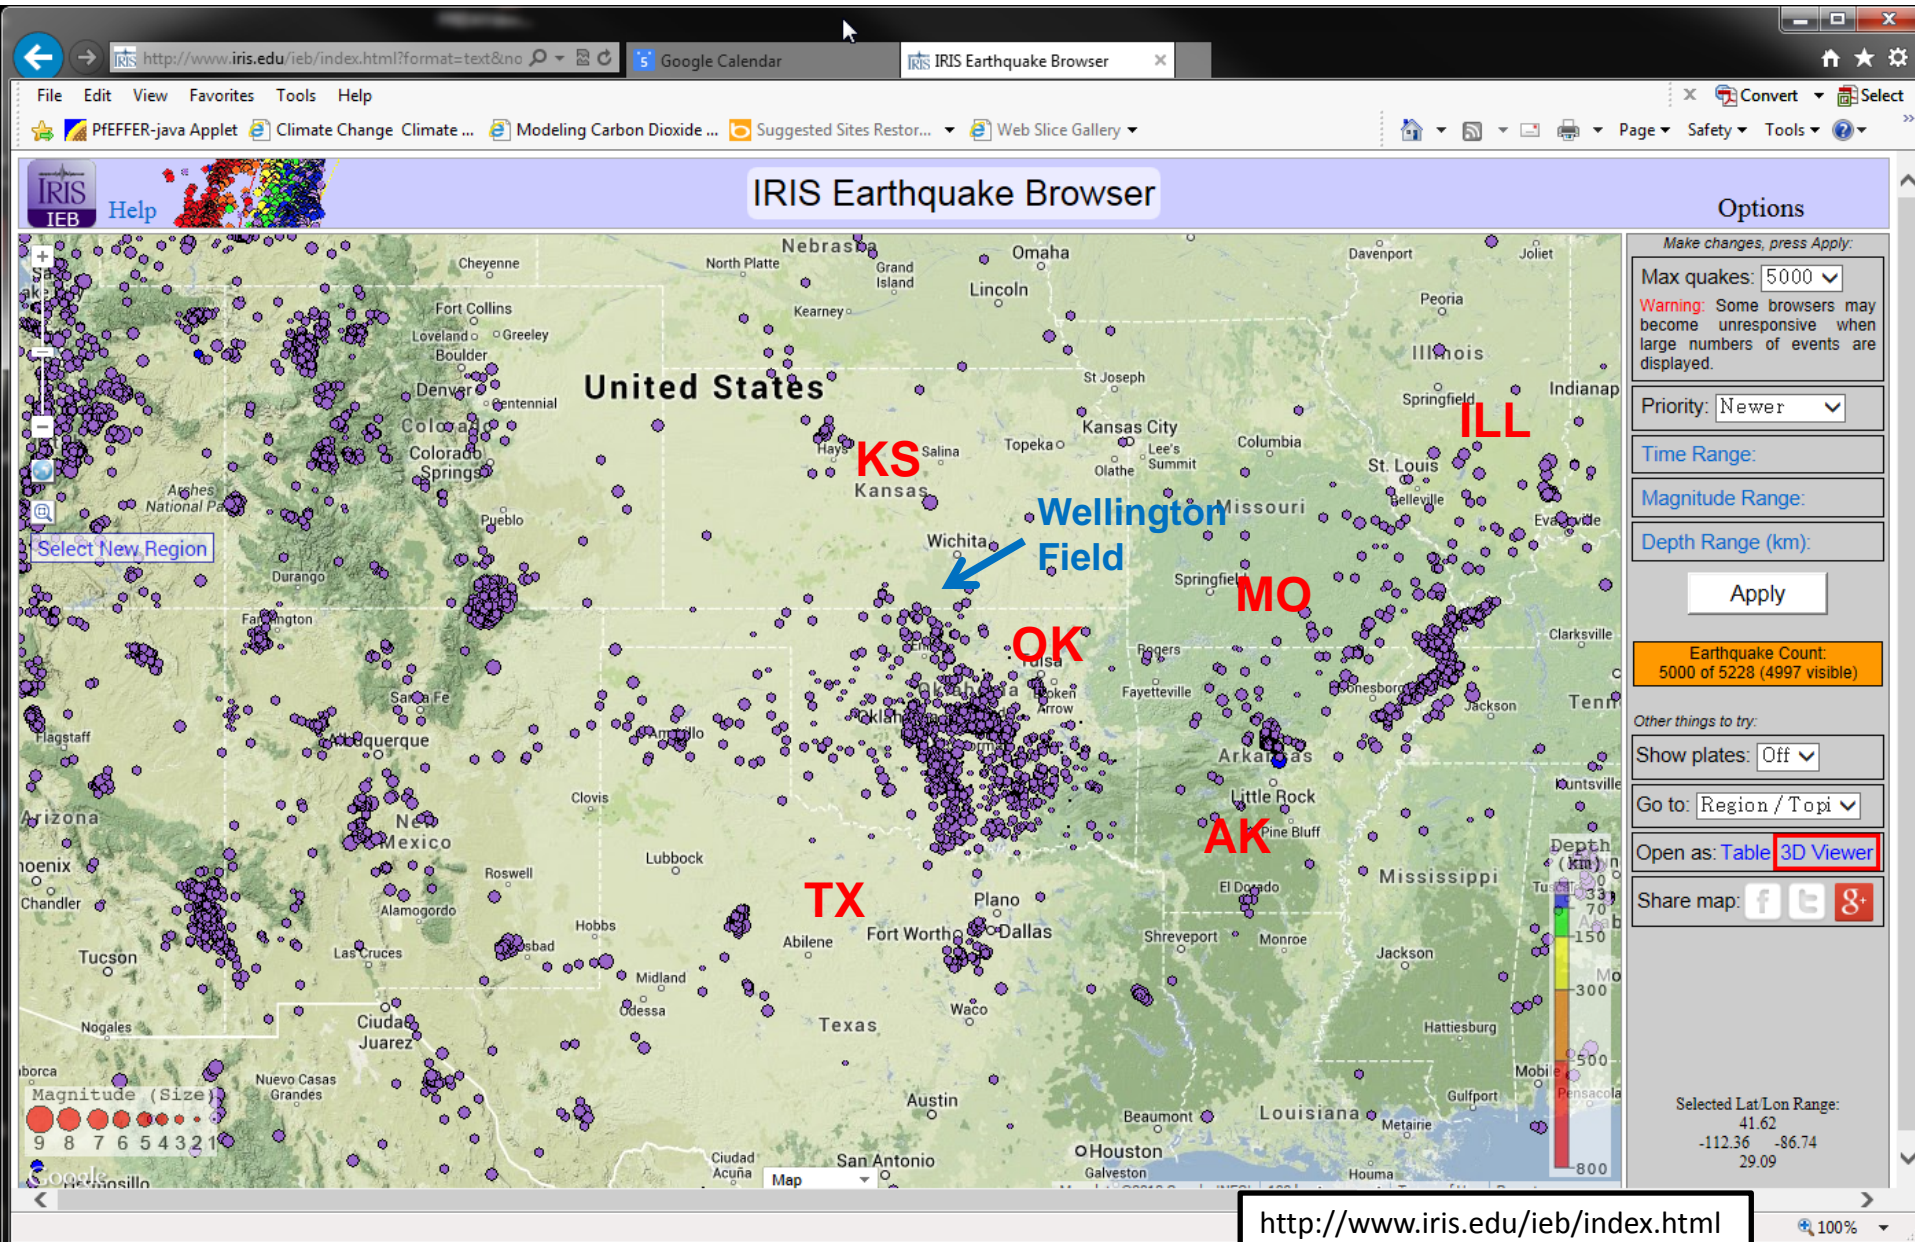 http://www.iris.edu/ieb/index.html?format=text&no
Google Calendar
IRIS Earthquake Browser
File Edit View Favorites Tools Help
Convert
Select
PfEFFER-java Applet
Climate Change Climate ...
Modeling Carbon Dioxide ...
Suggested Sites Restor...
Web Slice Gallery
Page Safety Tools
IRIS
IEB
Help
IRIS Earthquake Browser
Options
Make changes, press Apply:
Max quakes: 5000
Warning: Some browsers may
become unresponsive when
large numbers of events are
displayed.
Priority: Newer
Time Range:
Magnitude Range:
Depth Range (km):
Apply
Earthquake Count:
5000 of 5228 (4997 visible)
Other things to try:
Show plates: Off
Go to: Region / Topi
Open as: Table 3D Viewer
Share map:
Selected Lat/Lon Range:
41.62
-112.36 -86.74
29.09
Select New Region
Cheyenne
North Platte
Nebraska
Grand
Island
Omaha
Lincoln
Kearney
Davenport
Joliet
Peoria
Fort Collins
Loveland
Greeley
Boulder
Denver
Centennial
United States
St Joseph
Illinois
Springfield
Indianap
ILL
Colorado
Colorado
Springs
Hays
KS
Salina
Kansas
Topeka
Kansas City
Olathe
Lee's
Summit
Columbia
St. Louis
Belleville
Missouri
Evansville
Arches
National Pa
Pueblo
Wichita
Wellington
Field
Durango
Springfield
MO
Farmington
OK
Tulsa
Rogers
Clarksville
Santa Fe
Oklahoma
Broken
Arrow
Fayetteville
Jonesboro
Jackson
Tenn
Flagstaff
Albuquerque
Amarillo
Arkansas
Huntsville
Clovis
Little Rock
Arizona
New
Mexico
AK
Pine Bluff
hoenix
Chandler
Lubbock
Roswell
TX
Mississippi
Alamogordo
El Dorado
Plano
Hobbs
Abilene
Fort Worth
Dallas
Shreveport
Monroe
Jackson
Tucson
Las Cruces
Midland
Odessa
Waco
Nogales
Ciudad
Juarez
Texas
Hattiesburg
Nuevo Casas
Grandes
Austin
Beaumont
Louisiana
Metairie
Gulfport
Mobile
Pensacola
Houston
Galveston
Houma
Ciudad
Acuña
San Antonio
Map
Magnitude (Size)
9 8 7 6 5 4 3 2 1
Google
Depth
(km)
0
33
70
150
300
500
800
http://www.iris.edu/ieb/index.html
100%